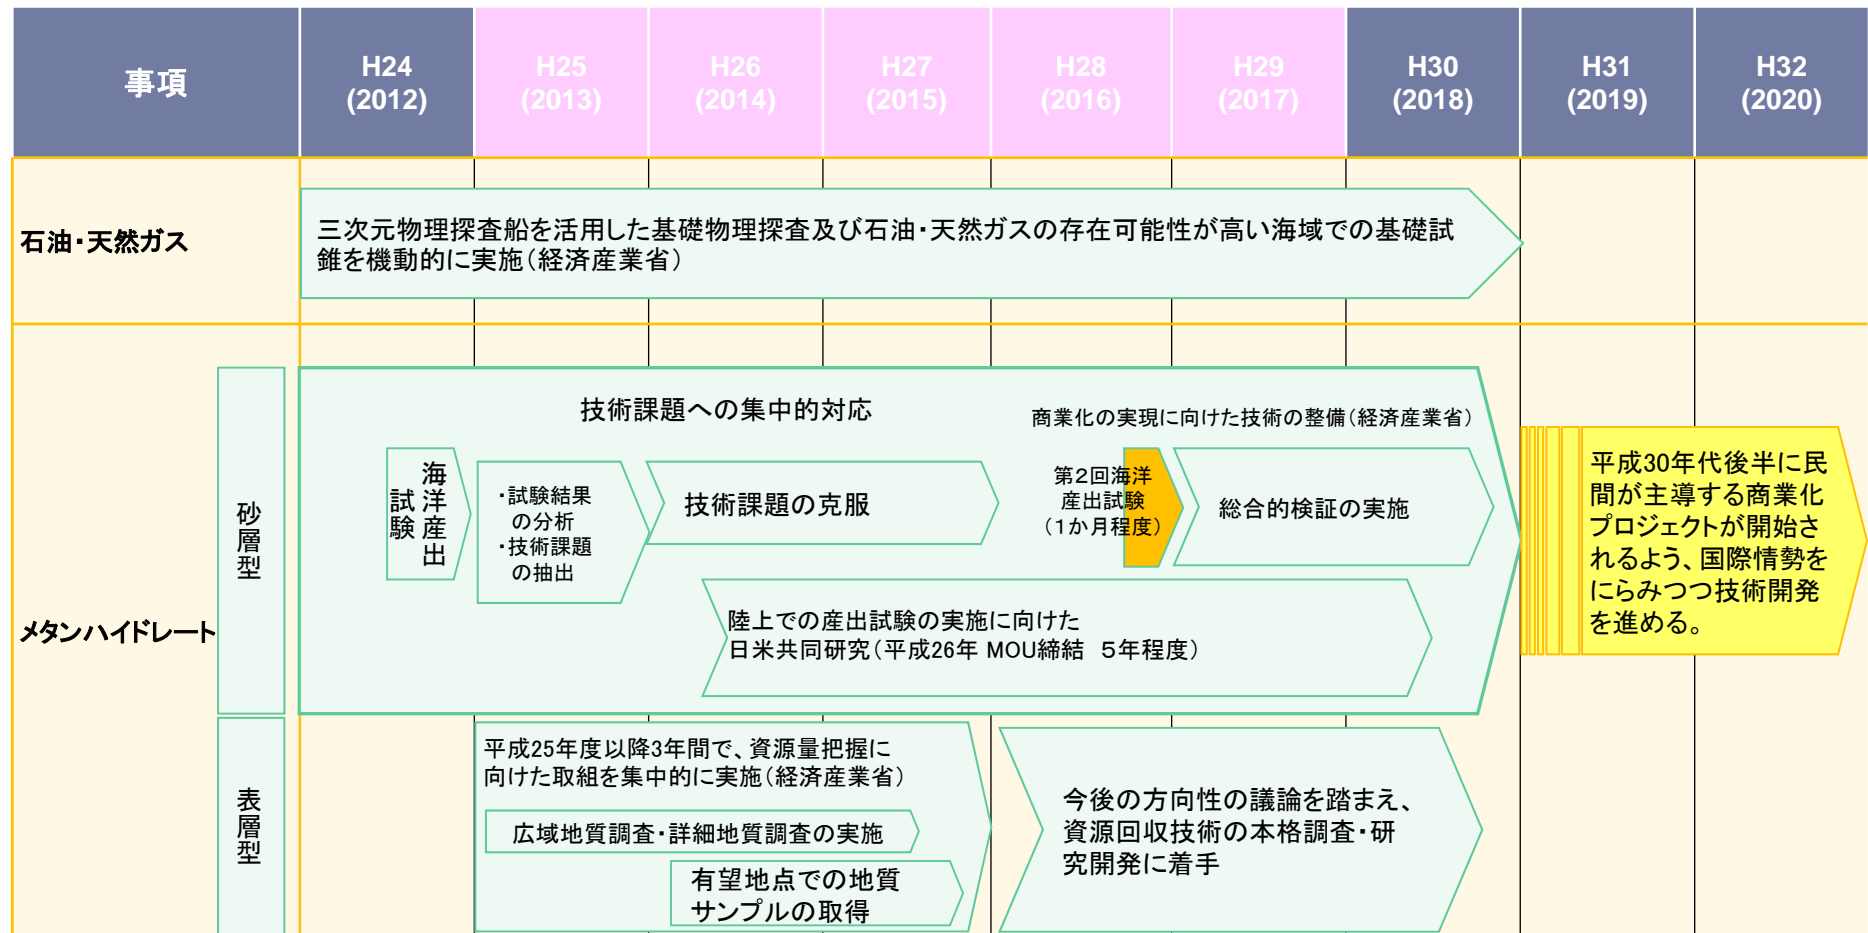 事項
H24
(2012)
H25
(2013)
H26
(2014)
H27
(2015)
H28
(2016)
H29
(2017)
H30
(2018)
H31
(2019)
H32
(2020)
石油・天然ガス
三次元物理探査船を活用した基礎物理探査及び石油・天然ガスの存在可能性が高い海域での基礎試
錐を機動的に実施（経済産業省）
メタンハイドレート
砂層型
技術課題への集中的対応
商業化の実現に向けた技術の整備（経済産業省）
海洋産出
試験
・試験結果
の分析
・技術課題
の抽出
技術課題の克服
第２回海洋
産出試験
（１か月程度）
総合的検証の実施
陸上での産出試験の実施に向けた
日米共同研究（平成26年 MOU締結　５年程度）
平成30年代後半に民
間が主導する商業化
プロジェクトが開始さ
れるよう、国際情勢を
にらみつつ技術開発
を進める。
表層型
平成25年度以降3年間で、資源量把握に
向けた取組を集中的に実施（経済産業省）
広域地質調査・詳細地質調査の実施
有望地点での地質
サンプルの取得
今後の方向性の議論を踏まえ、
資源回収技術の本格調査・研
究開発に着手